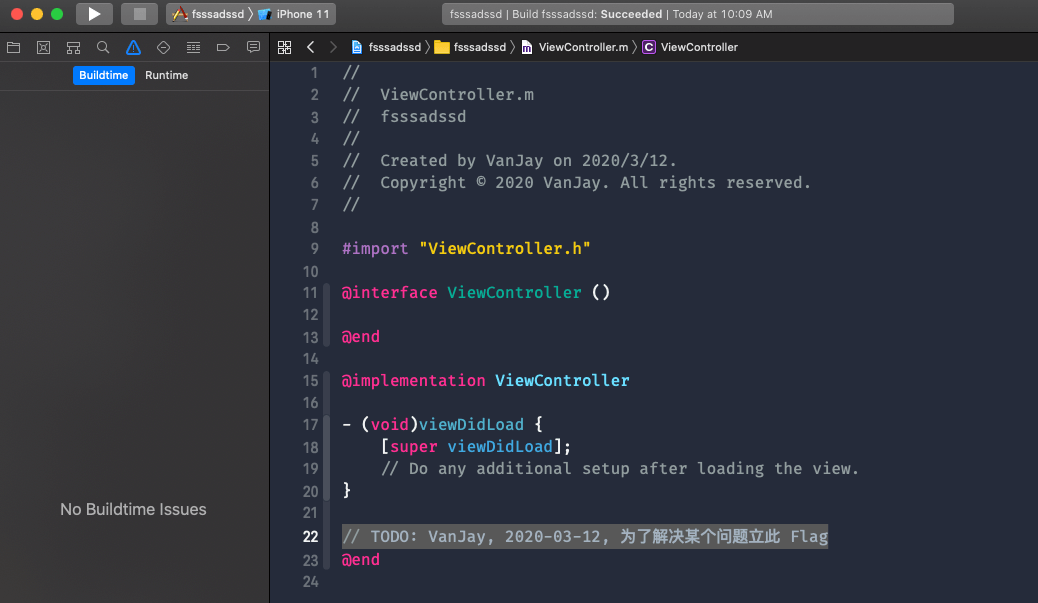 fsssadssd 〉 iPhone 11
fsssadssd | Build fsssadssd: Succeeded | Today at 10:09 AM
fsssadssd 〉 fsssadssd 〉 m ViewController.m 〉 C ViewController
Buildtime Runtime
No Buildtime Issues
1 //
2 //  ViewController.m
3 //  fsssadssd
4 //
5 //  Created by VanJay on 2020/3/12.
6 //  Copyright © 2020 VanJay. All rights reserved.
7 //
8
9 #import "ViewController.h"
10
11 @interface ViewController ()
12
13 @end
14
15 @implementation ViewController
16
17 - (void)viewDidLoad {
18     [super viewDidLoad];
19     // Do any additional setup after loading the view.
20 }
21
22 // TODO: VanJay, 2020-03-12, 为了解决某个问题立此 Flag
23 @end
24